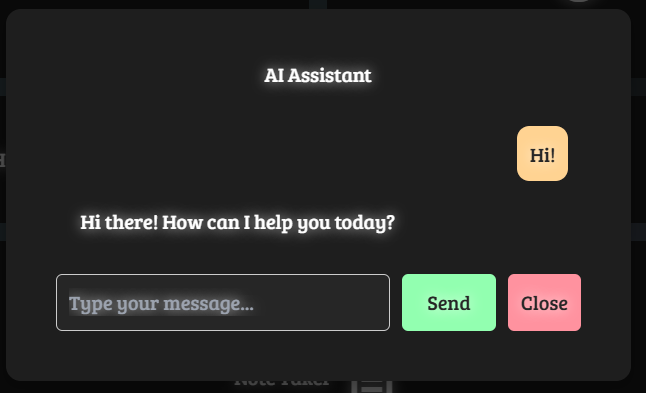 AI Assistant
Hi!
Hi there! How can I help you today?
Type your message...
Send
Close
Note Taker